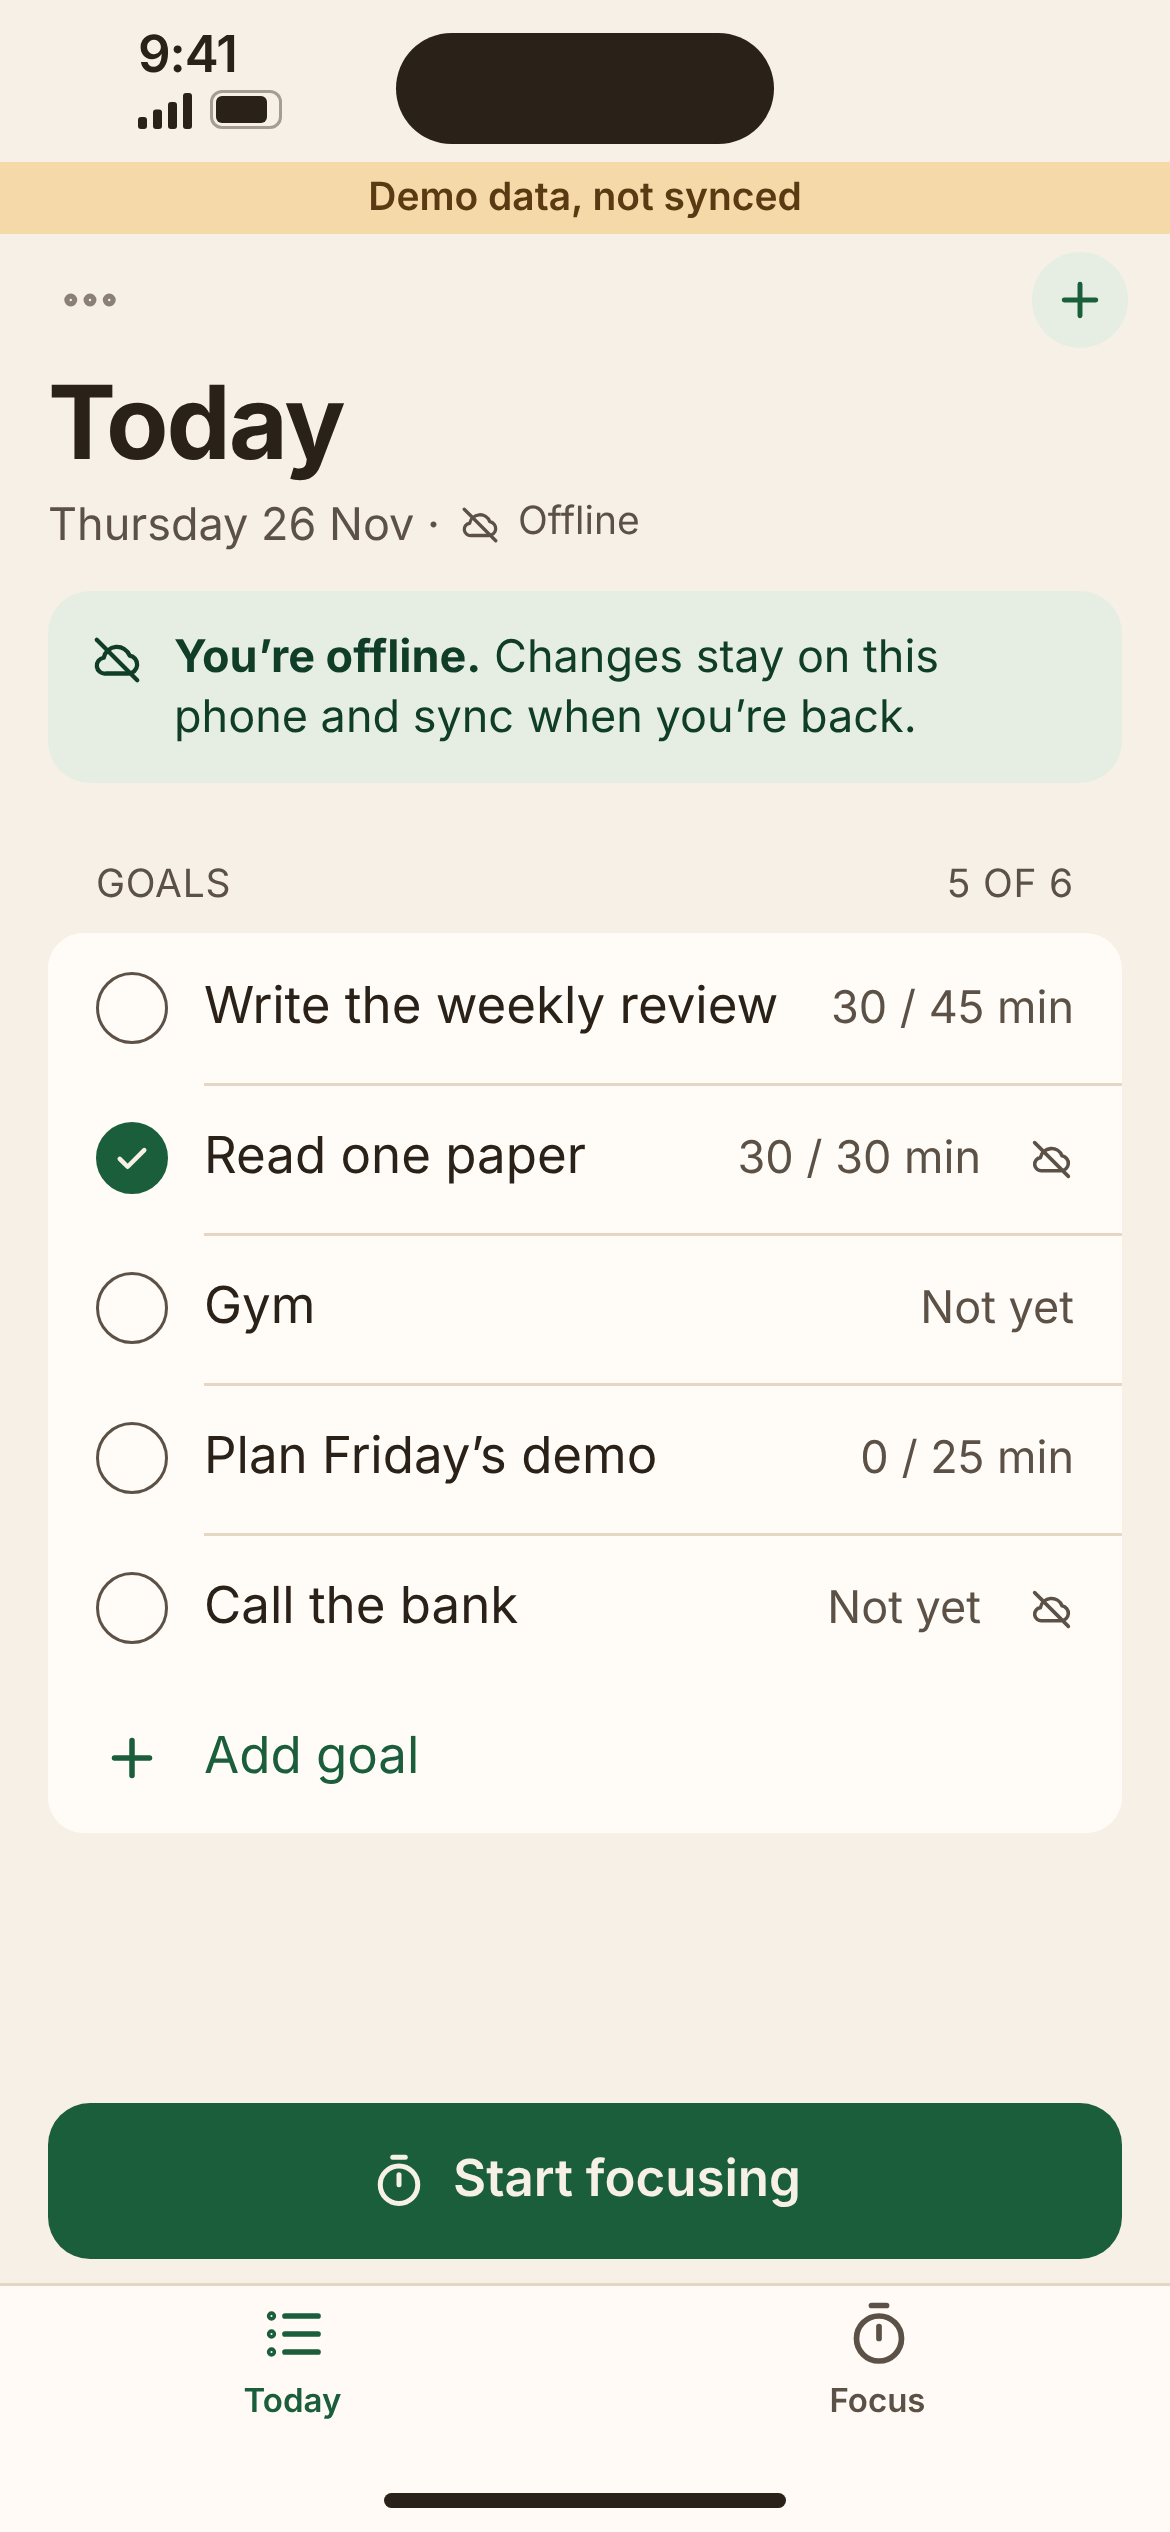 9:41
Demo data, not synced
Today
Thursday 26 Nov · Offline
You’re offline. Changes stay on this
phone and sync when you’re back.
GOALS 5 OF 6
Write the weekly review 30 / 45 min
Read one paper 30 / 30 min
Gym Not yet
Plan Friday’s demo 0 / 25 min
Call the bank Not yet
Add goal
Start focusing
Today Focus